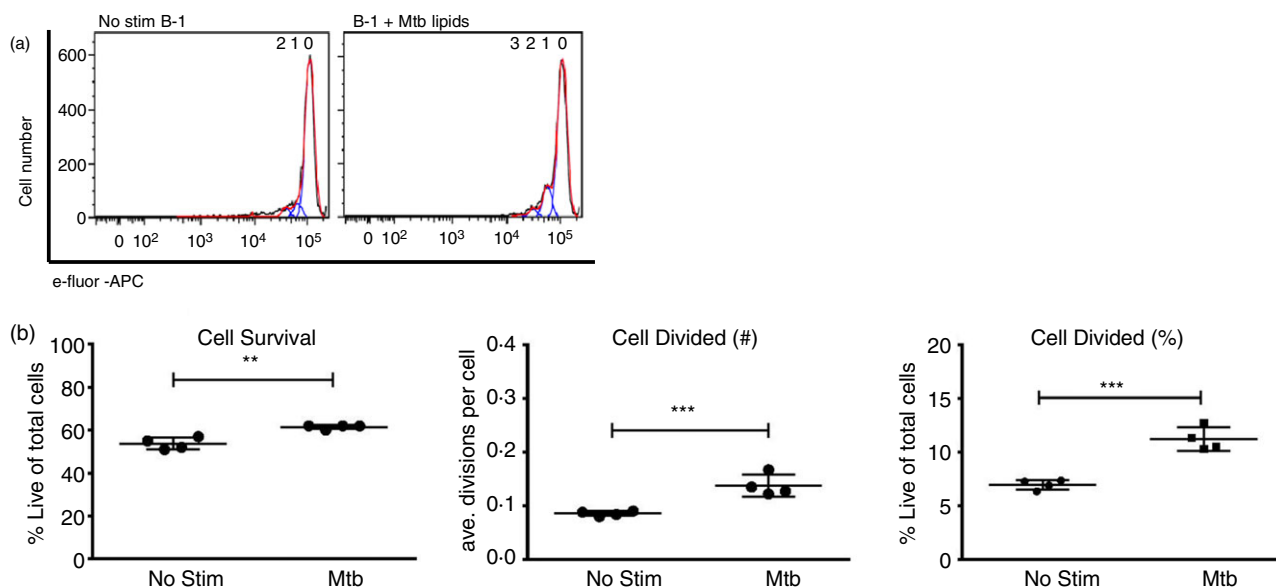 (a)
No stim B-1
B-1 + Mtb lipids
2 1 0
3 2 1 0
600
400
200
0
Cell number
0 10² 10³ 10⁴ 10⁵
0 10² 10³ 10⁴ 10⁵
e-fluor -APC
(b)
Cell Survival
% Live of total cells
100
80
60
40
20
0
**
No Stim Mtb
Cell Divided (#)
ave. divisions per cell
0·4
0·3
0·2
0·1
0·0
***
No Stim Mtb
Cell Divided (%)
% Live of total cells
20
15
10
5
0
***
No Stim Mtb